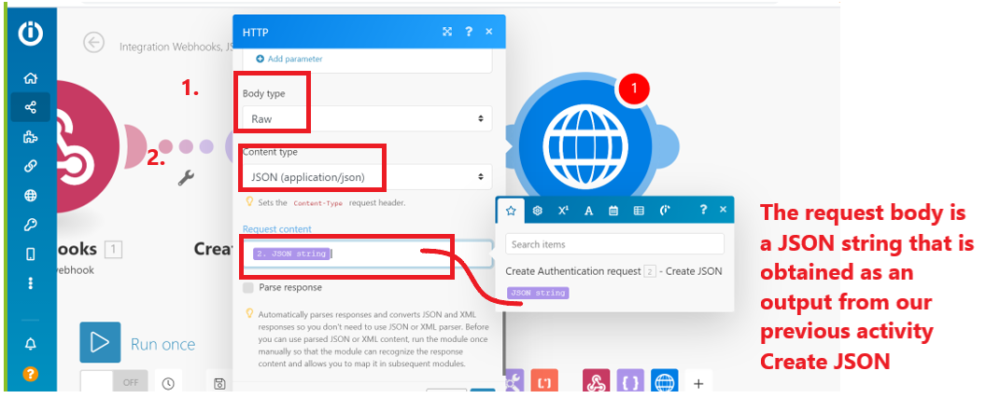 HTTP
Integration Webhooks, JS
Add parameter
1.
Body type
Raw
1
2.
Content type
JSON (application/json)
Sets the Content-Type request header.
Request content
2. JSON string
ooks 1
Crea
ebhook
Search items
Create Authentication request 2 - Create JSON
JSON string
Parse response
Automatically parses responses and converts JSON and XML
responses so you don't need to use JSON or XML parser. Before
you can use parsed JSON or XML content, run the module once
manually so that the module can recognize the response
content and allows you to map it in subsequent modules.
Run once
OFF
The request body is
a JSON string that is
obtained as an
output from our
previous activity
Create JSON